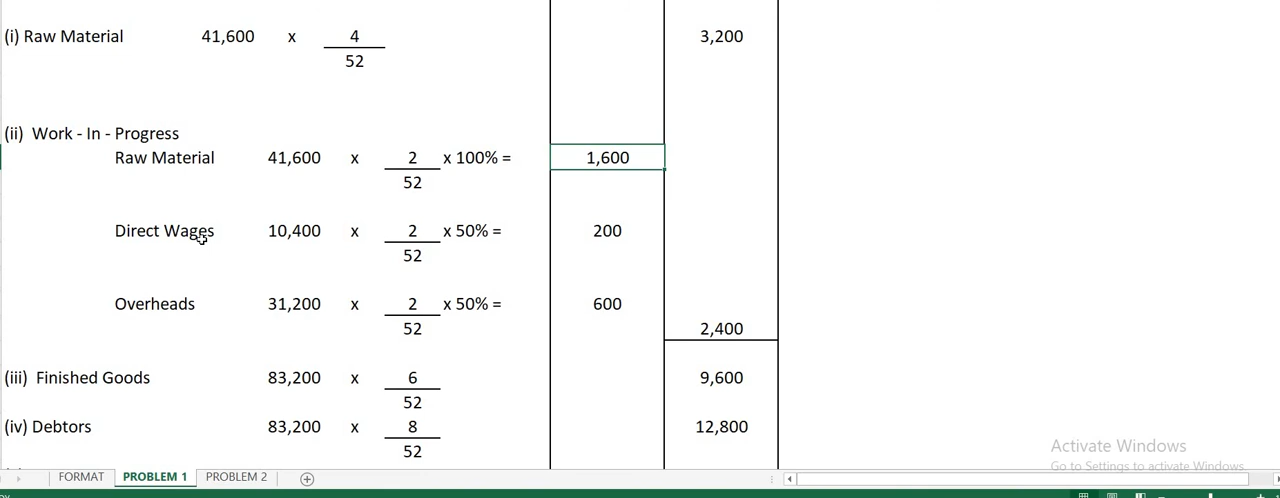 (i) Raw Material 41,600 x 4 3,200
52
(ii) Work - In - Progress
Raw Material 41,600 x 2 x 100% = 1,600
52
Direct Wages 10,400 x 2 x 50% = 200
52
Overheads 31,200 x 2 x 50% = 600
52 2,400
(iii) Finished Goods 83,200 x 6 9,600
52
(iv) Debtors 83,200 x 8 12,800
52
Activate Windows
Go to Settings to activate Windows.
FORMAT PROBLEM 1 PROBLEM 2